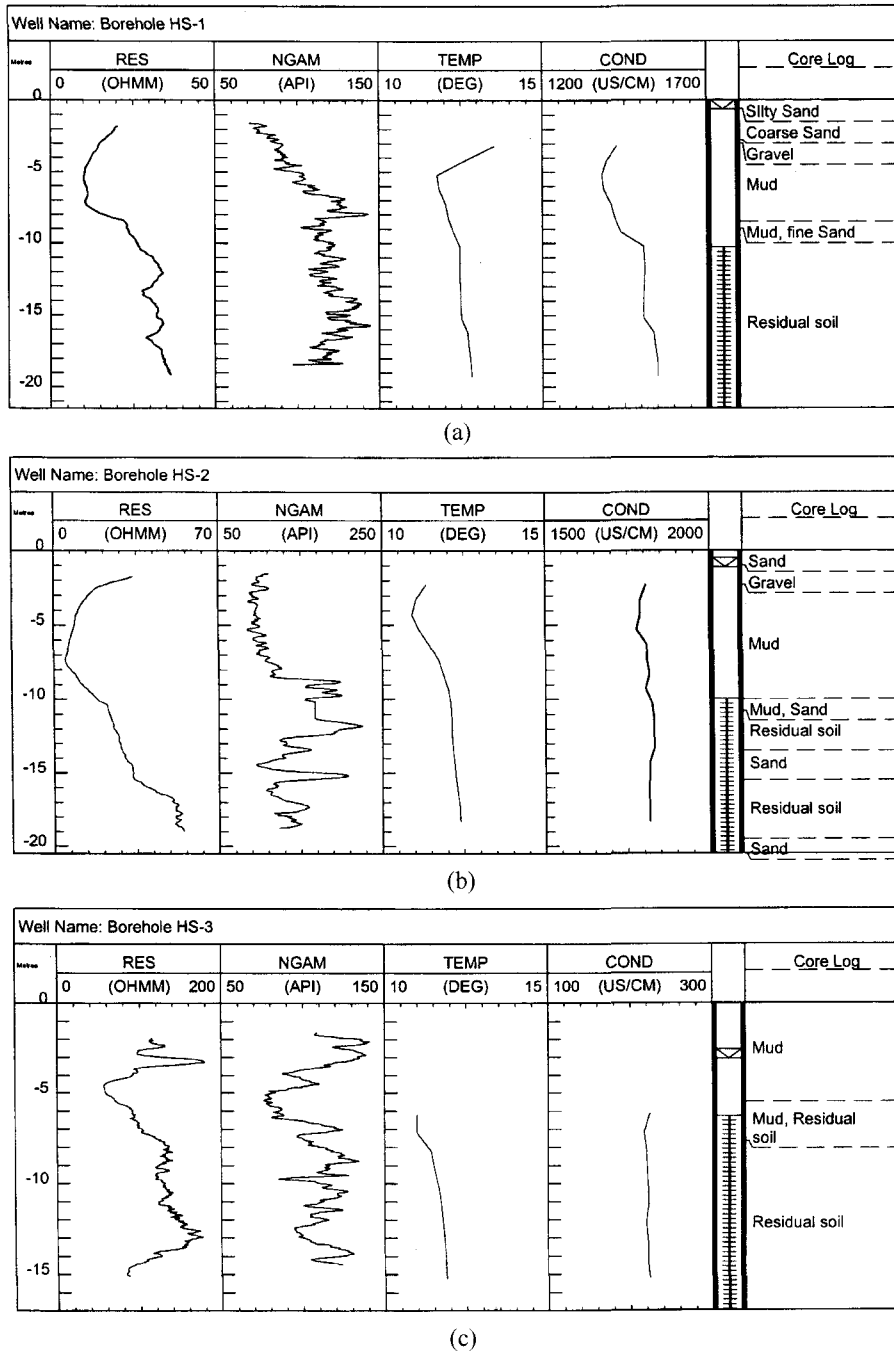 Well Name: Borehole HS-1
Metres RES NGAM TEMP COND Core Log
0 (OHMM) 50 50 (API) 150 10 (DEG) 15 1200 (US/CM) 1700
0
-5
-10
-15
-20
Silty Sand
Coarse Sand
Gravel
Mud
Mud, fine Sand
Residual soil
(a)
Well Name: Borehole HS-2
Metres RES NGAM TEMP COND Core Log
0 (OHMM) 70 50 (API) 250 10 (DEG) 15 1500 (US/CM) 2000
0
-5
-10
-15
-20
Sand
Gravel
Mud
Mud, Sand
Residual soil
Sand
Residual soil
Sand
(b)
Well Name: Borehole HS-3
Metres RES NGAM TEMP COND Core Log
0 (OHMM) 200 50 (API) 150 10 (DEG) 15 100 (US/CM) 300
0
-5
-10
-15
Mud
Mud, Residual
soil
Residual soil
(c)